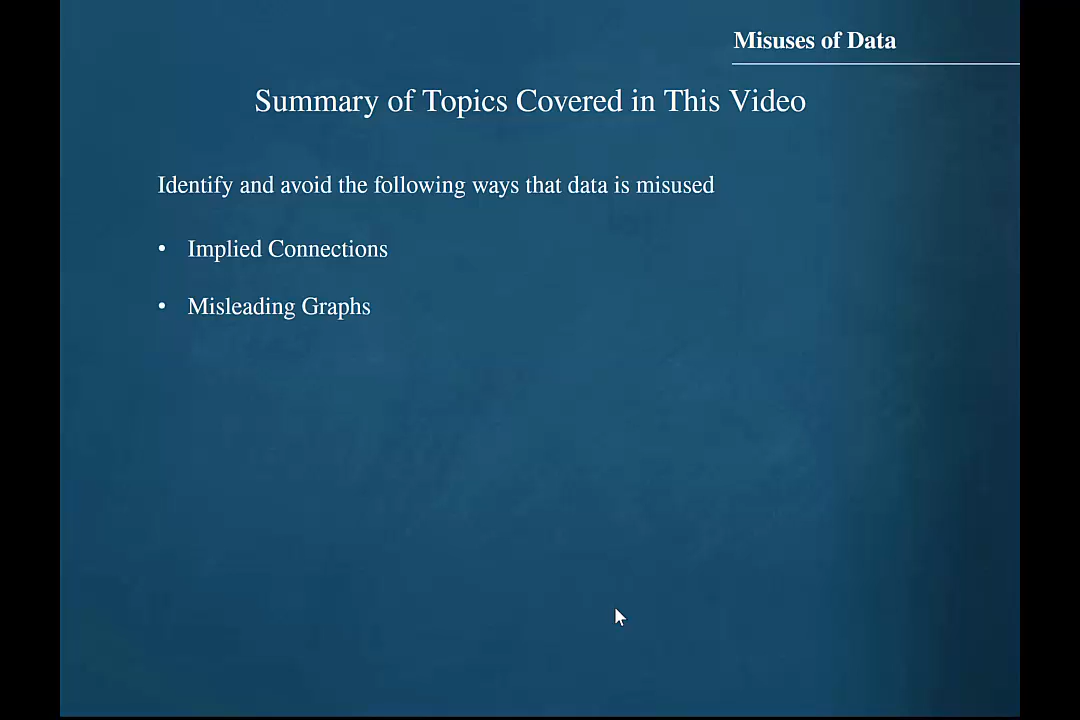 Misuses of Data
Summary of Topics Covered in This Video
Identify and avoid the following ways that data is misused
• Implied Connections
• Misleading Graphs